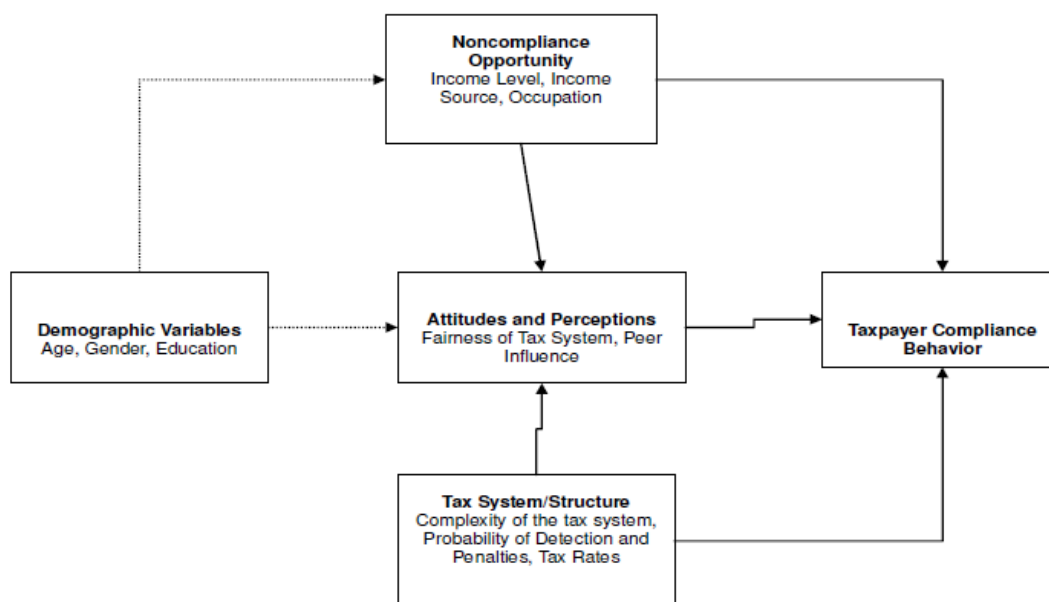 Noncompliance
Opportunity
Income Level, Income
Source, Occupation
Demographic Variables
Age, Gender, Education
Attitudes and Perceptions
Fairness of Tax System, Peer
Influence
Taxpayer Compliance
Behavior
Tax System/Structure
Complexity of the tax system,
Probability of Detection and
Penalties, Tax Rates